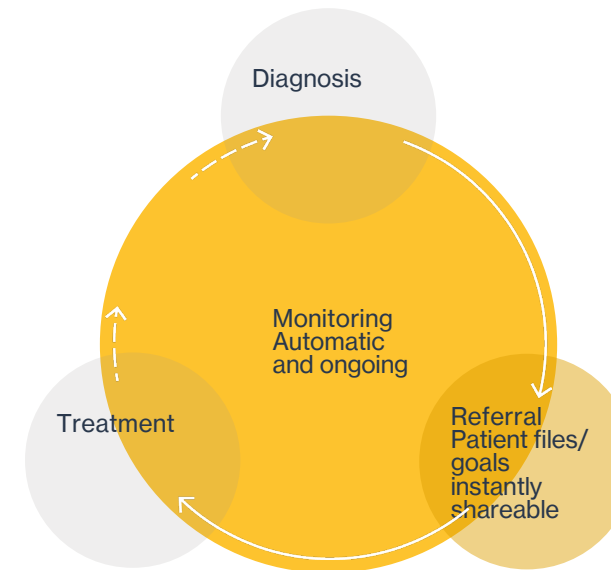 Diagnosis
Monitoring
Automatic
and ongoing
Treatment
Referral
Patient files/
goals
instantly
shareable